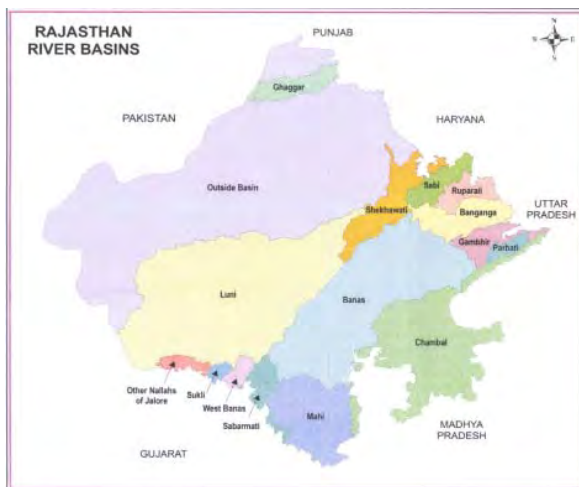 RAJASTHAN
RIVER BASINS
PUNJAB
N
W
E
S
Ghaggar
PAKISTAN
HARYANA
Outside Basin
Sabi
Ruparail
Shekhawati
Banganga
UTTAR
PRADESH
Gambhir
Parbati
Luni
Banas
Chambal
Other Nallahs
of Jalore
Sukli
West Banas
Sabarmati
Mahi
GUJARAT
MADHYA
PRADESH